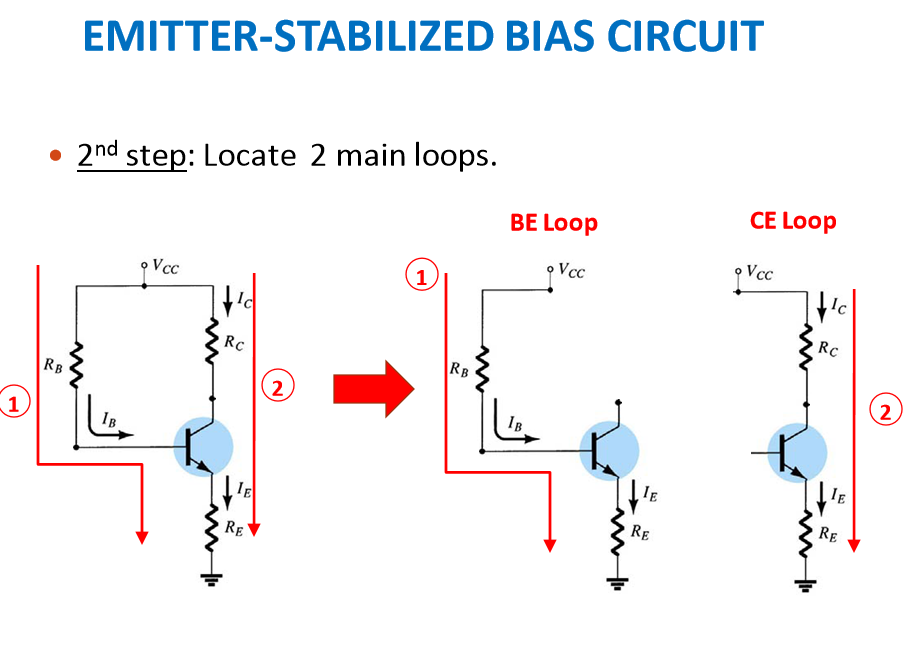 EMITTER-STABILIZED BIAS CIRCUIT
• 2nd step: Locate 2 main loops.
BE Loop
CE Loop
VCC
IC
RC
RB
1
2
IB
IE
RE
1
VCC
RB
IB
IE
RE
VCC
IC
RC
2
IE
RE